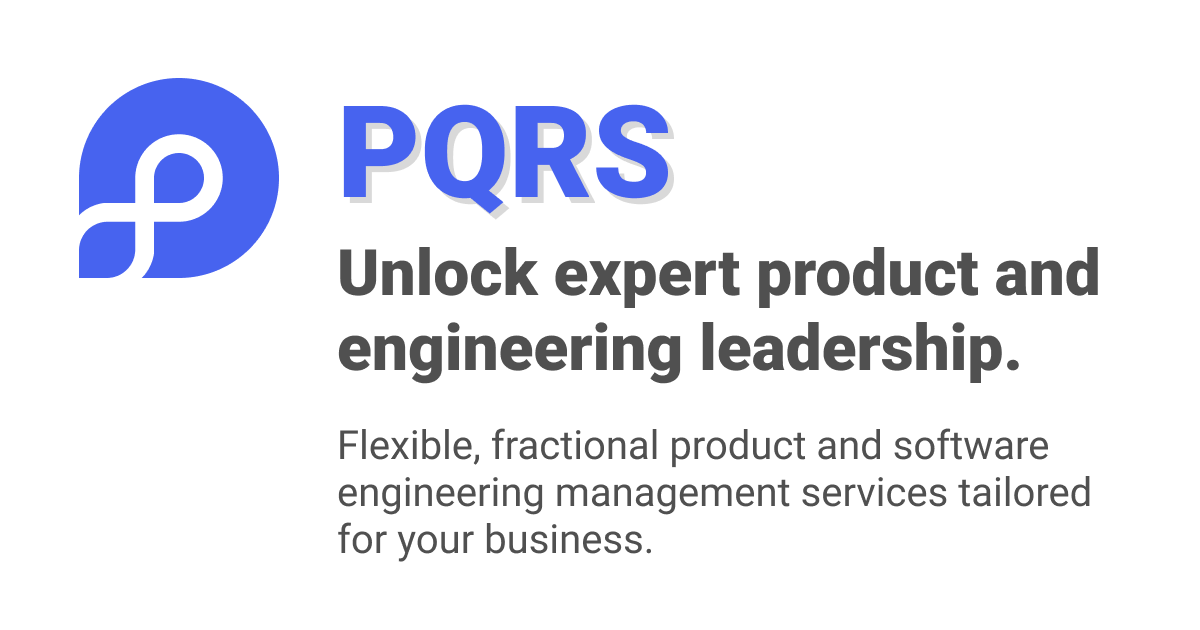 PQRS
Unlock expert product and
engineering leadership.
Flexible, fractional product and software
engineering management services tailored
for your business.